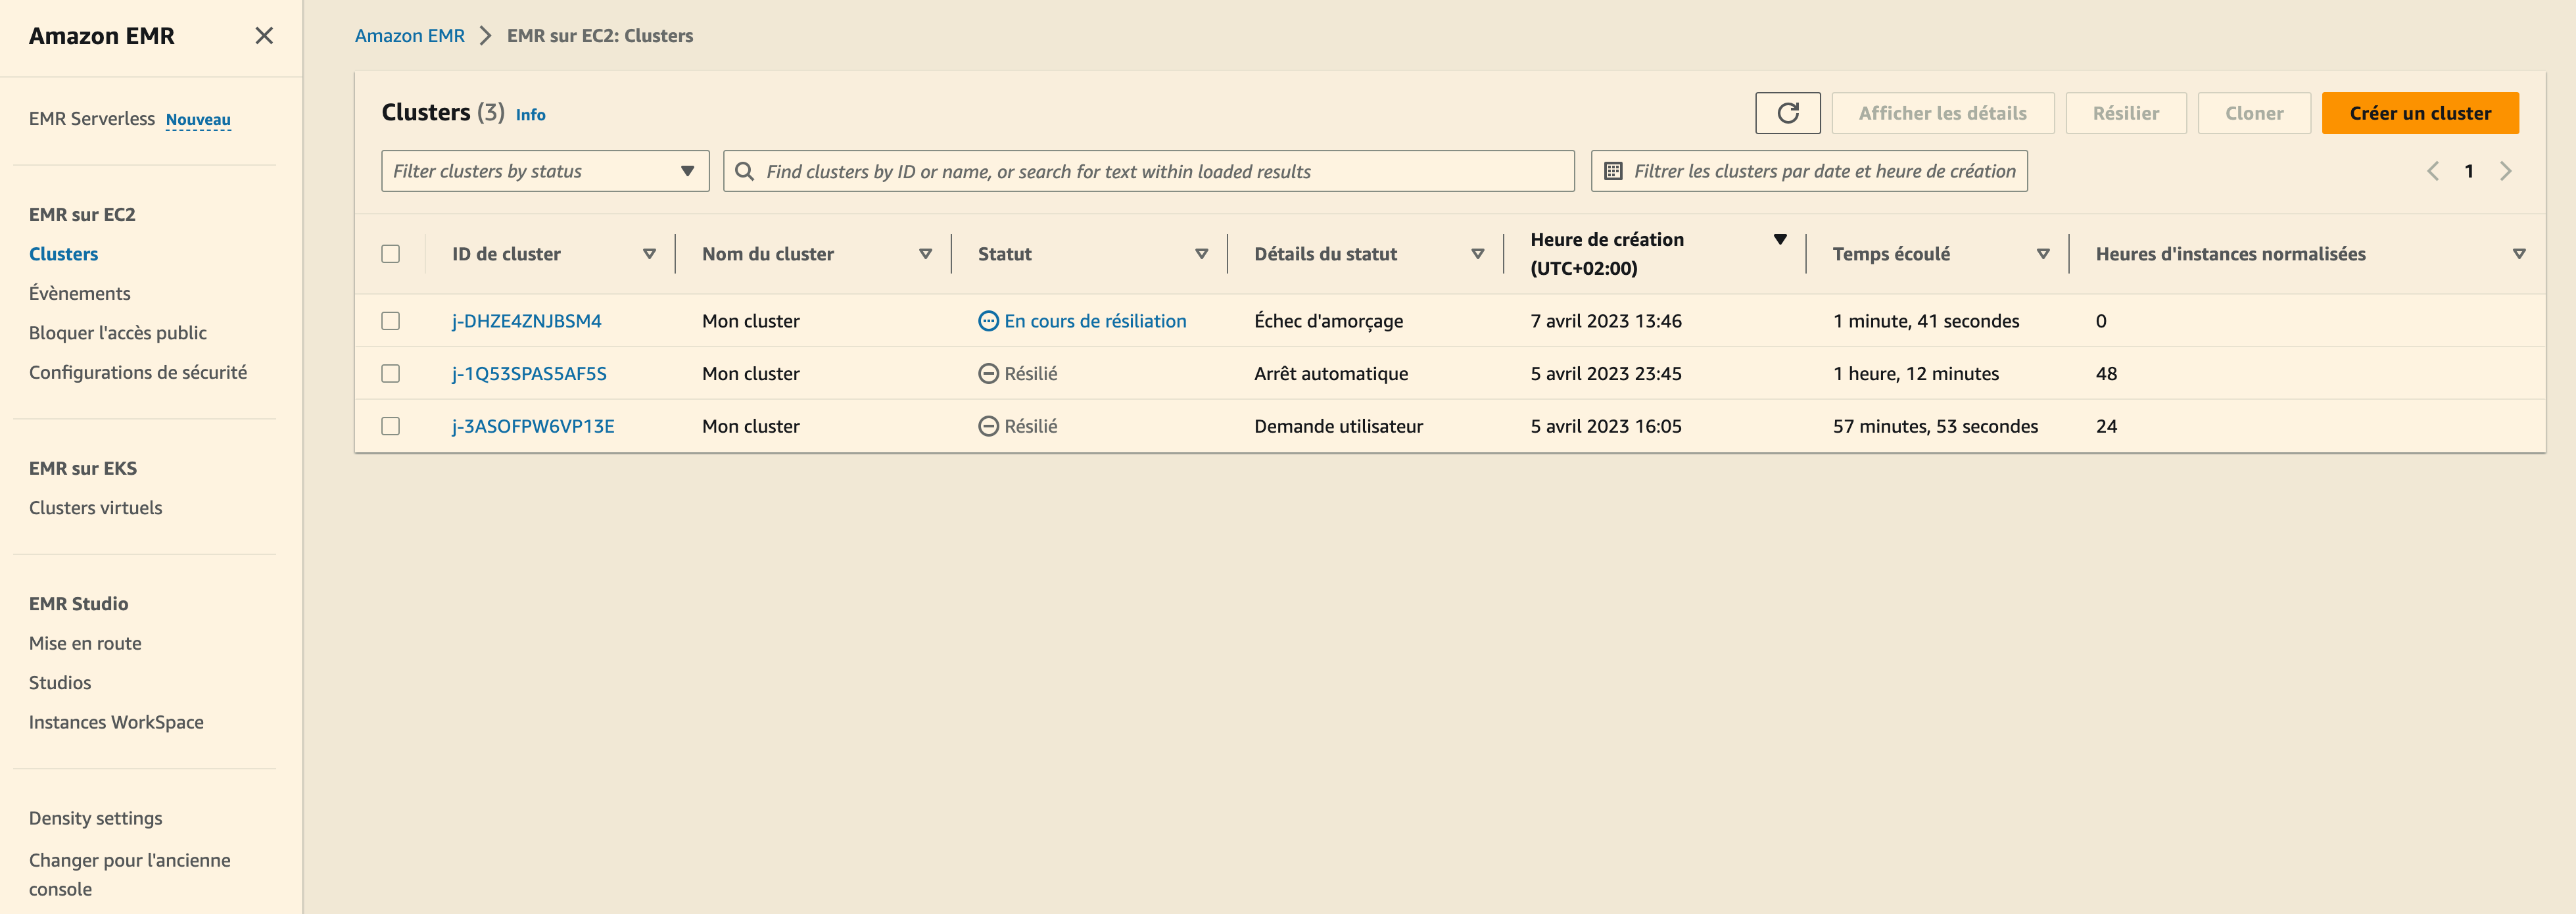 Amazon EMR
EMR Serverless Nouveau
EMR sur EC2
Clusters
Évènements
Bloquer l'accès public
Configurations de sécurité
EMR sur EKS
Clusters virtuels
EMR Studio
Mise en route
Studios
Instances WorkSpace
Density settings
Changer pour l'ancienne
console
Amazon EMR EMR sur EC2: Clusters
Clusters (3) Info
Afficher les détails Résilier Cloner Créer un cluster
Filter clusters by status Find clusters by ID or name, or search for text within loaded results Filtrer les clusters par date et heure de création 1
ID de cluster Nom du cluster Statut Détails du statut Heure de création (UTC+02:00) Temps écoulé Heures d'instances normalisées
j-DHZE4ZNJBSM4 Mon cluster En cours de résiliation Échec d'amorçage 7 avril 2023 13:46 1 minute, 41 secondes 0
j-1Q53SPAS5AF5S Mon cluster Résilié Arrêt automatique 5 avril 2023 23:45 1 heure, 12 minutes 48
j-3ASOFPW6VP13E Mon cluster Résilié Demande utilisateur 5 avril 2023 16:05 57 minutes, 53 secondes 24